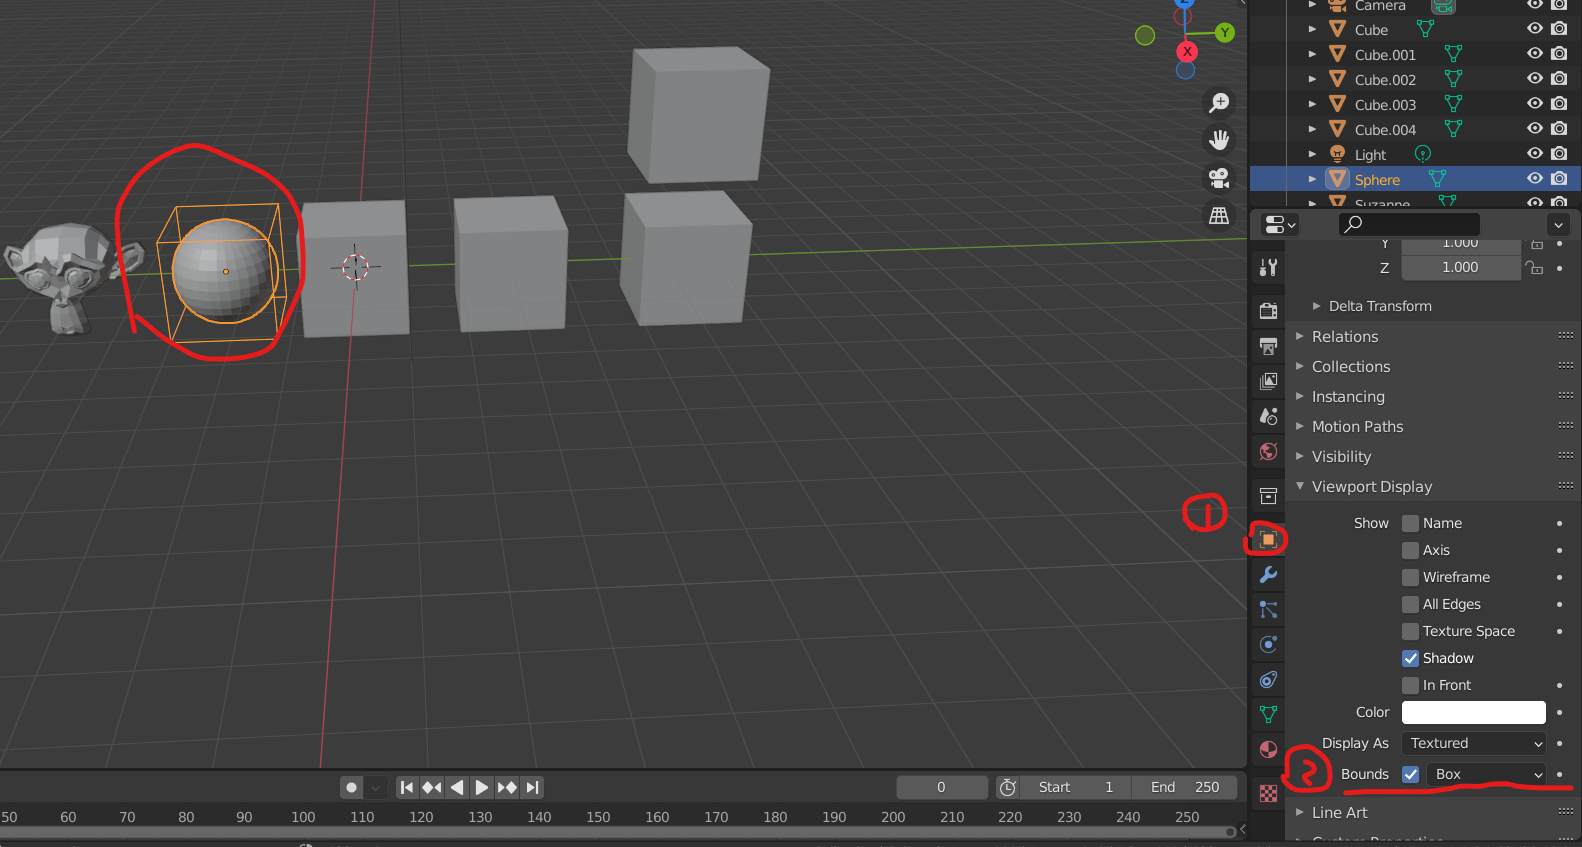 Camera
Cube
Cube.001
Cube.002
Cube.003
Cube.004
Light
Sphere
Suzanne
Z
Y
X
Y 1.000
Z 1.000
Delta Transform
Relations
Collections
Instancing
Motion Paths
Visibility
Viewport Display
Show Name
Axis
Wireframe
All Edges
Texture Space
Shadow
In Front
Color
Display As Textured
Bounds Box
Line Art
Custom Properties
1
2
0 Start 1 End 250
50 60 70 80 90 100 110 120 130 140 150 160 170 180 190 200 210 220 230 240 250